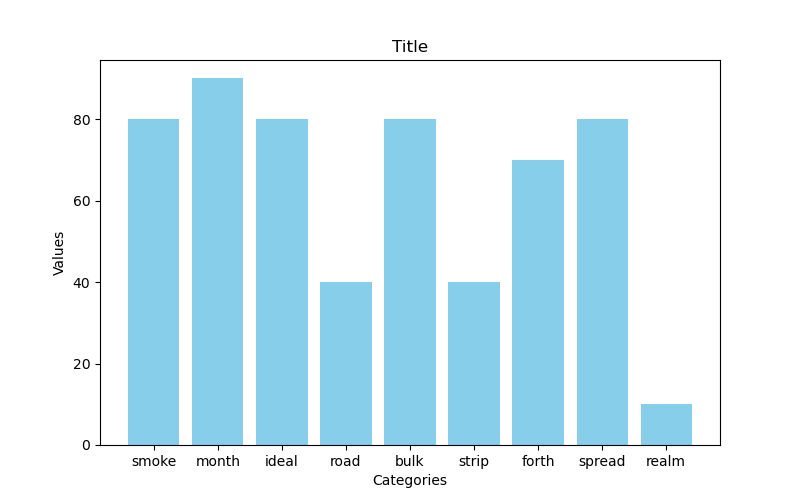 Title
Values
80
60
40
20
0
smoke month ideal road bulk strip forth spread realm
Categories